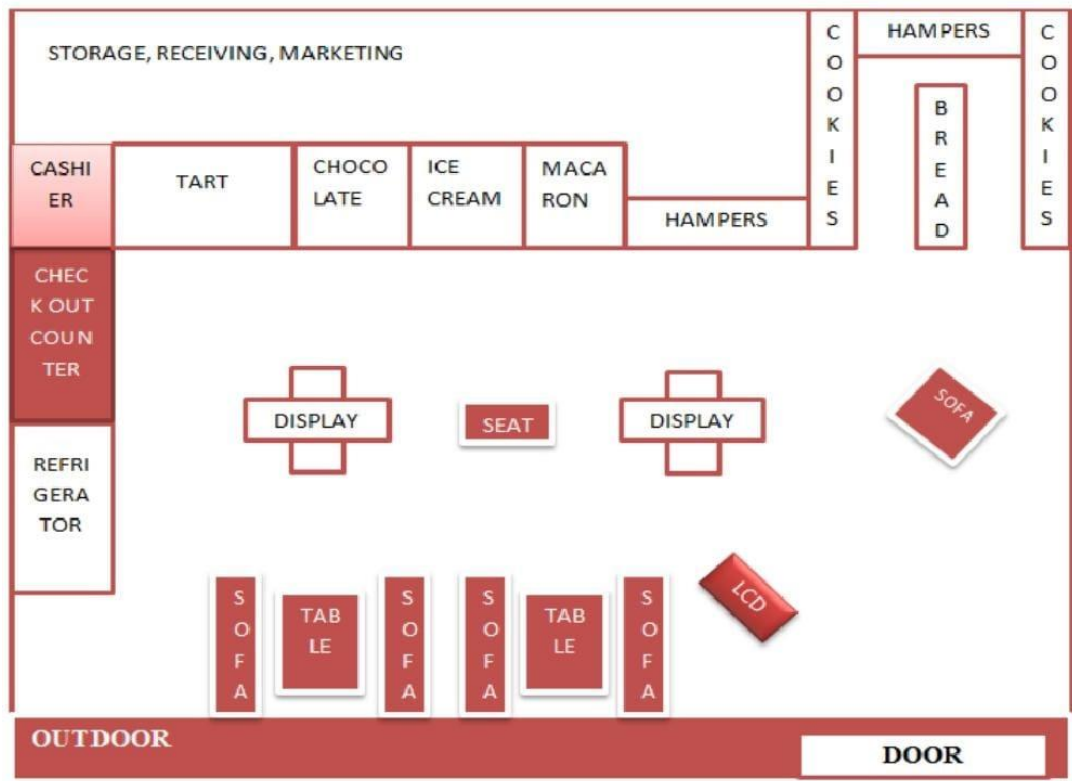 STORAGE, RECEIVING, MARKETING
C
O
O
K
I
E
S
HAMPERS
C
O
O
K
I
E
S
B
R
E
A
D
CASHI
ER
TART
CHOCO
LATE
ICE
CREAM
MACA
RON
HAMPERS
CHEC
K OUT
COUN
TER
DISPLAY
SEAT
DISPLAY
SOFA
REFRI
GERA
TOR
S
O
F
A
TAB
LE
S
O
F
A
S
O
F
A
TAB
LE
S
O
F
A
LCD
OUTDOOR
DOOR